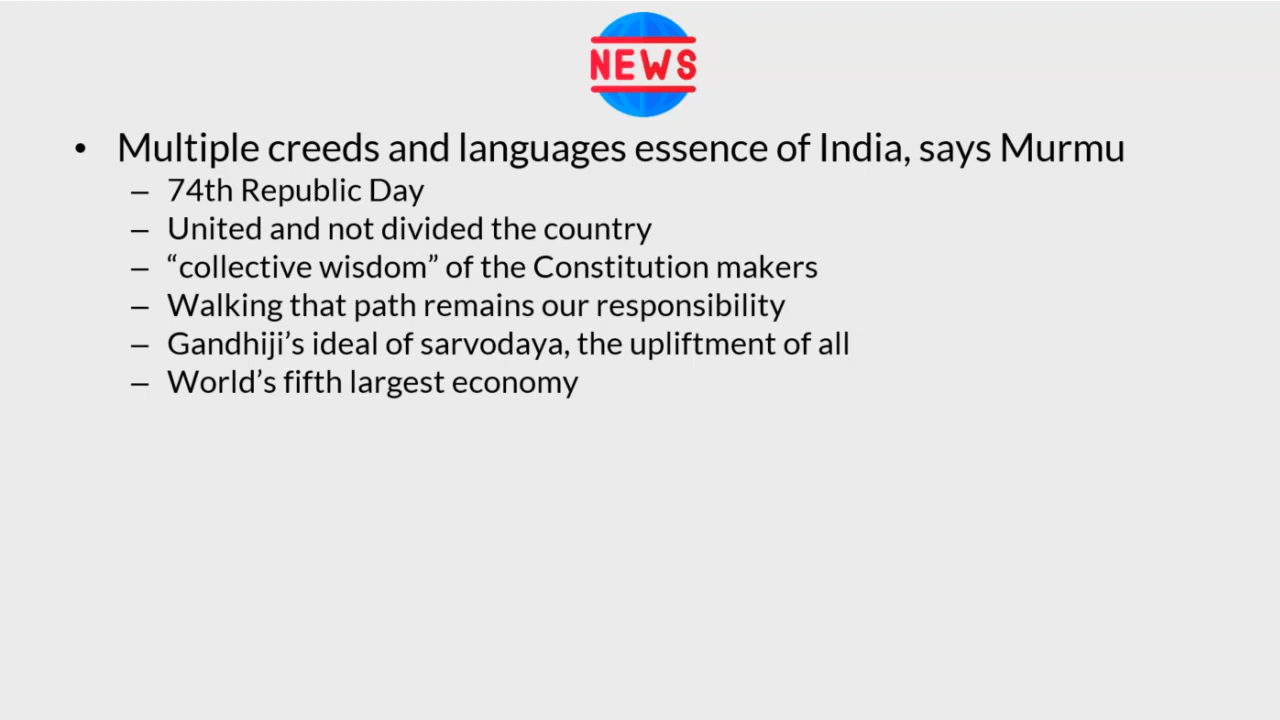 NEWS
• Multiple creeds and languages essence of India, says Murmu
– 74th Republic Day
– United and not divided the country
– “collective wisdom” of the Constitution makers
– Walking that path remains our responsibility
– Gandhiji’s ideal of sarvodaya, the upliftment of all
– World’s fifth largest economy